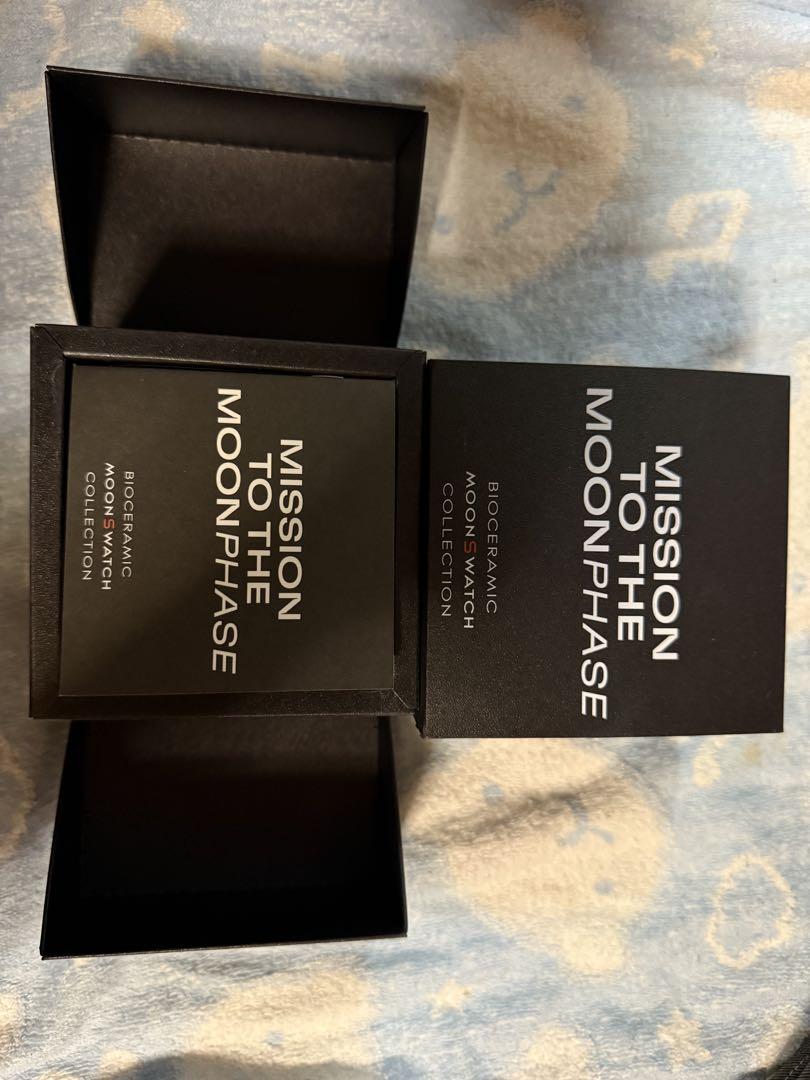 MISSION
TO THE
MOONPHASE
BIOCERAMIC
MOONSWATCH
COLLECTION
MISSION
TO THE
MOONPHASE
BIOCERAMIC
MOONSWATCH
COLLECTION